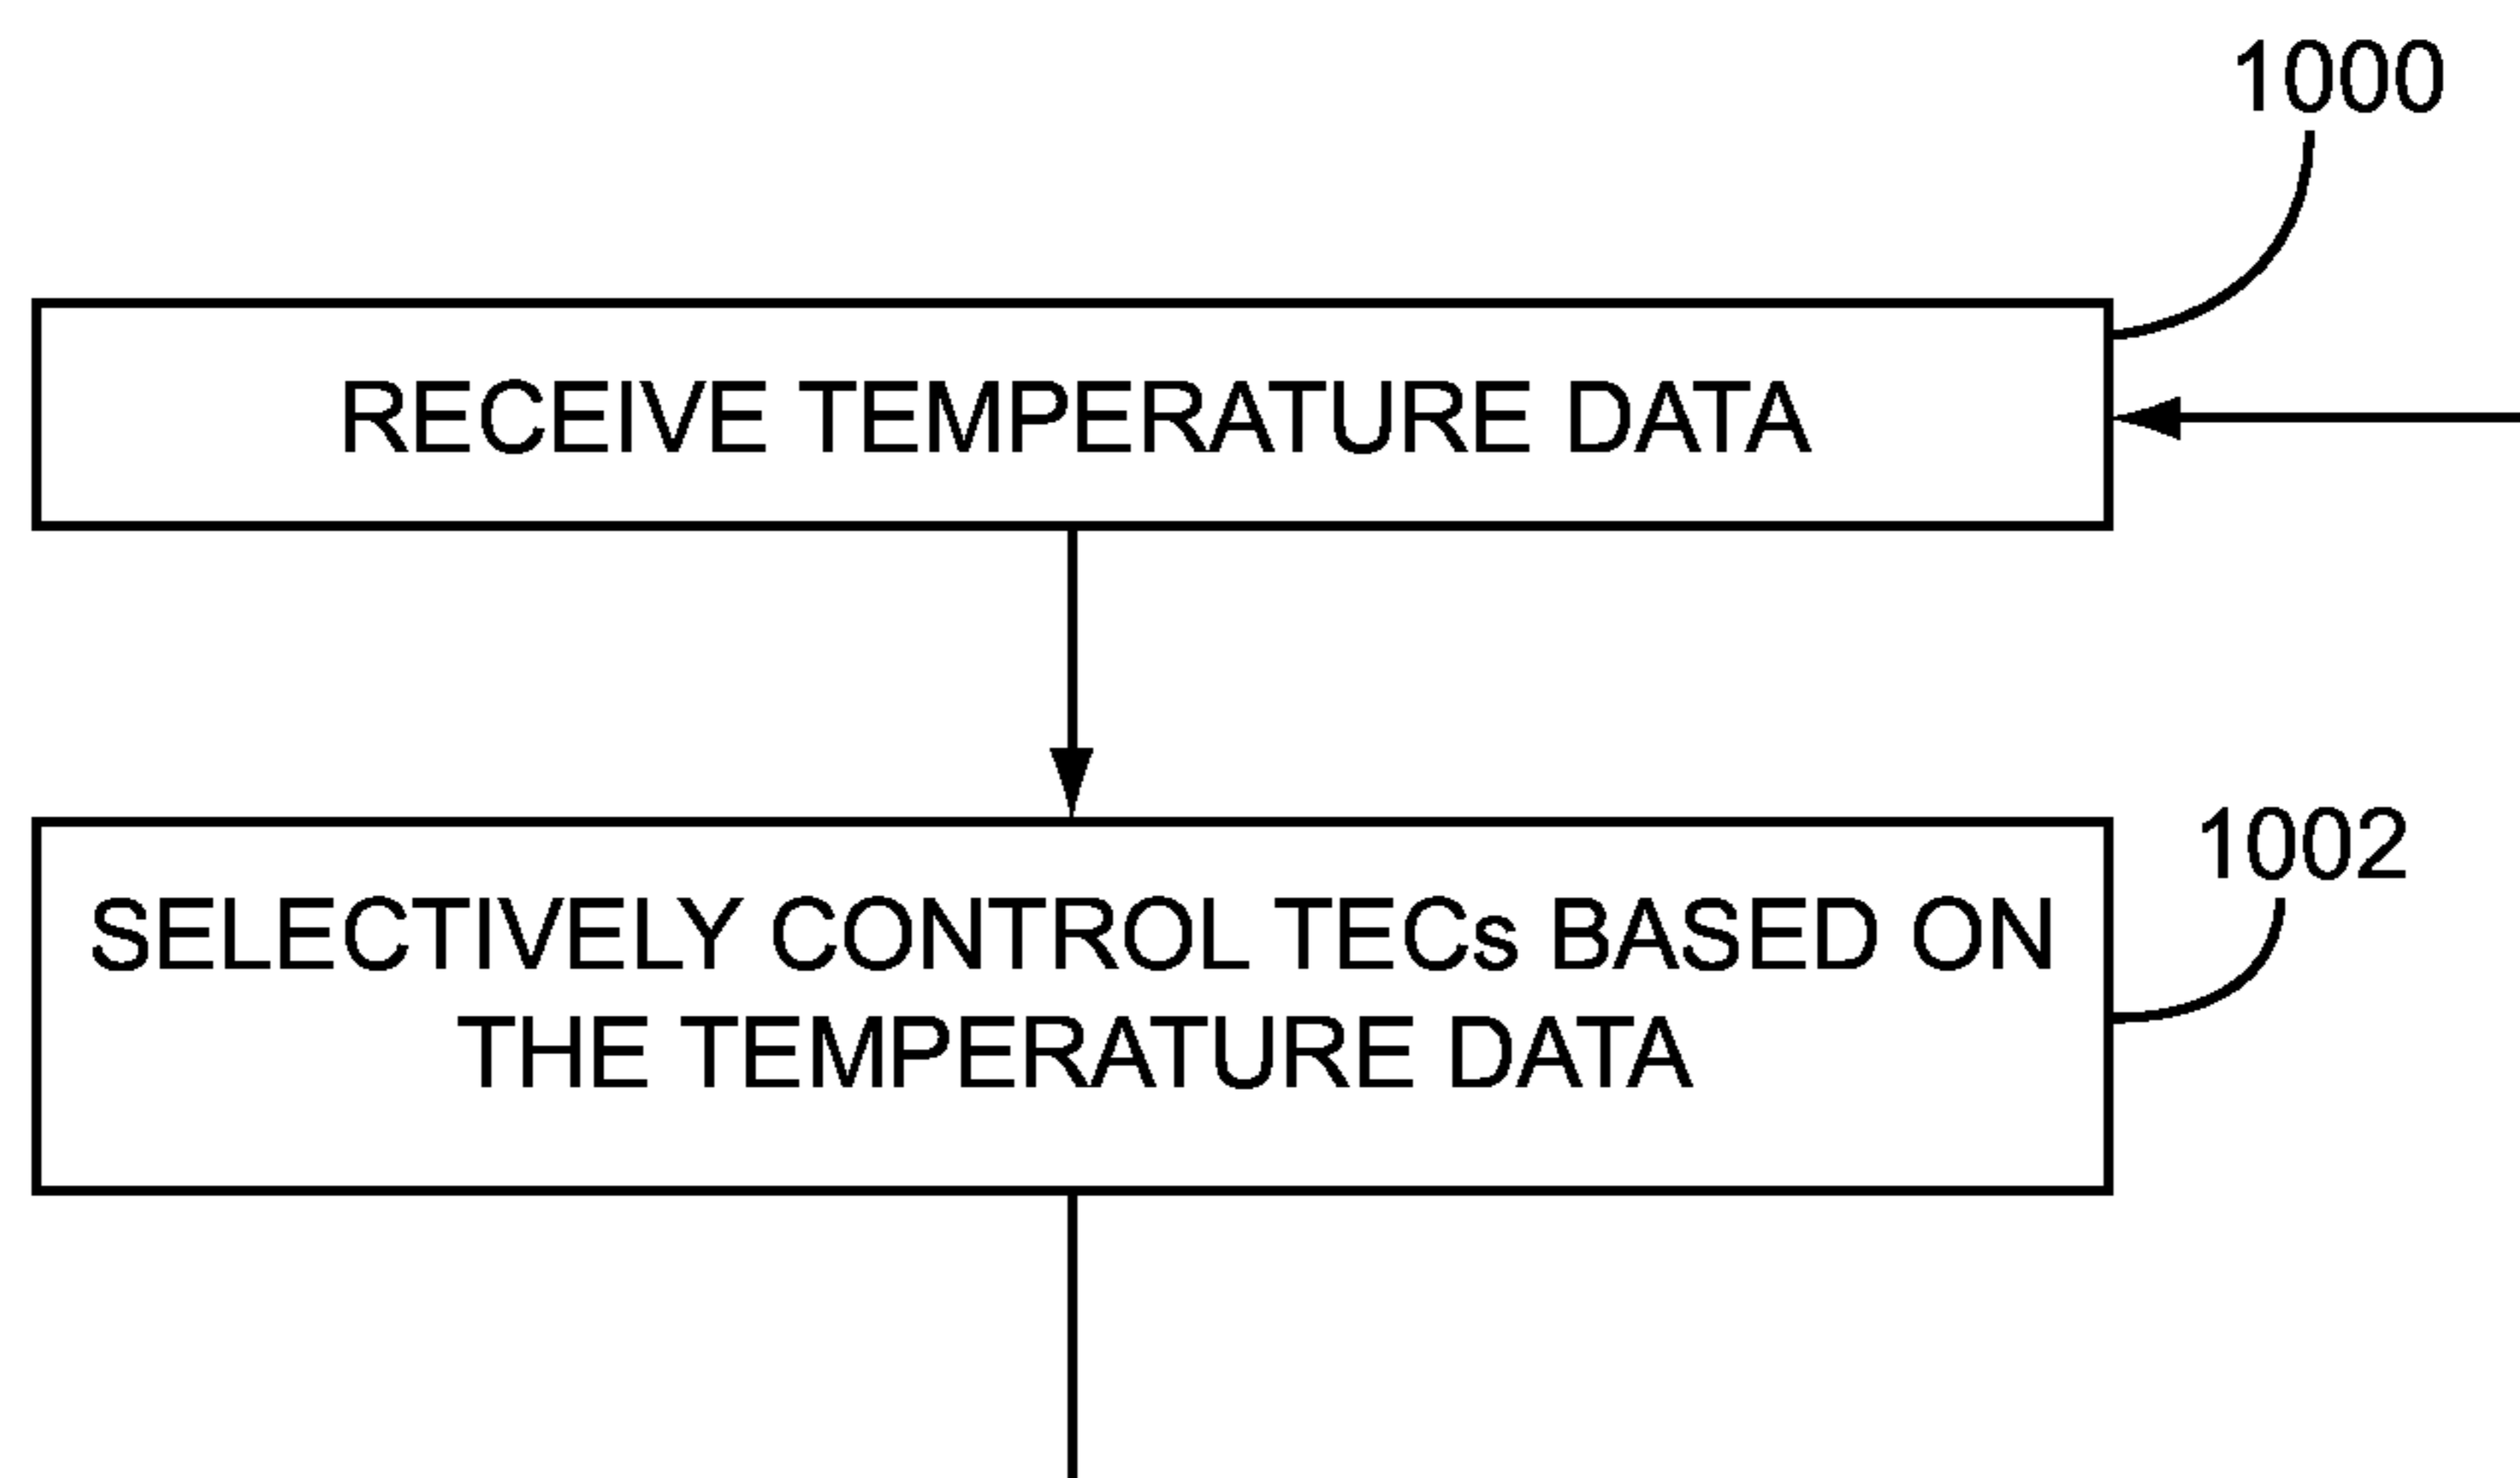 1000
RECEIVE TEMPERATURE DATA
1002
SELECTIVELY CONTROL TECs BASED ON
THE TEMPERATURE DATA